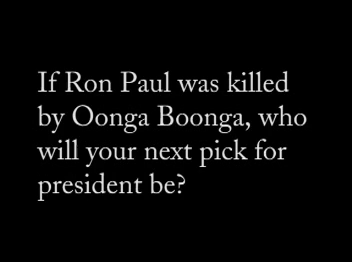 If Ron Paul was killed
by Oonga Boonga, who
will your next pick for
president be?